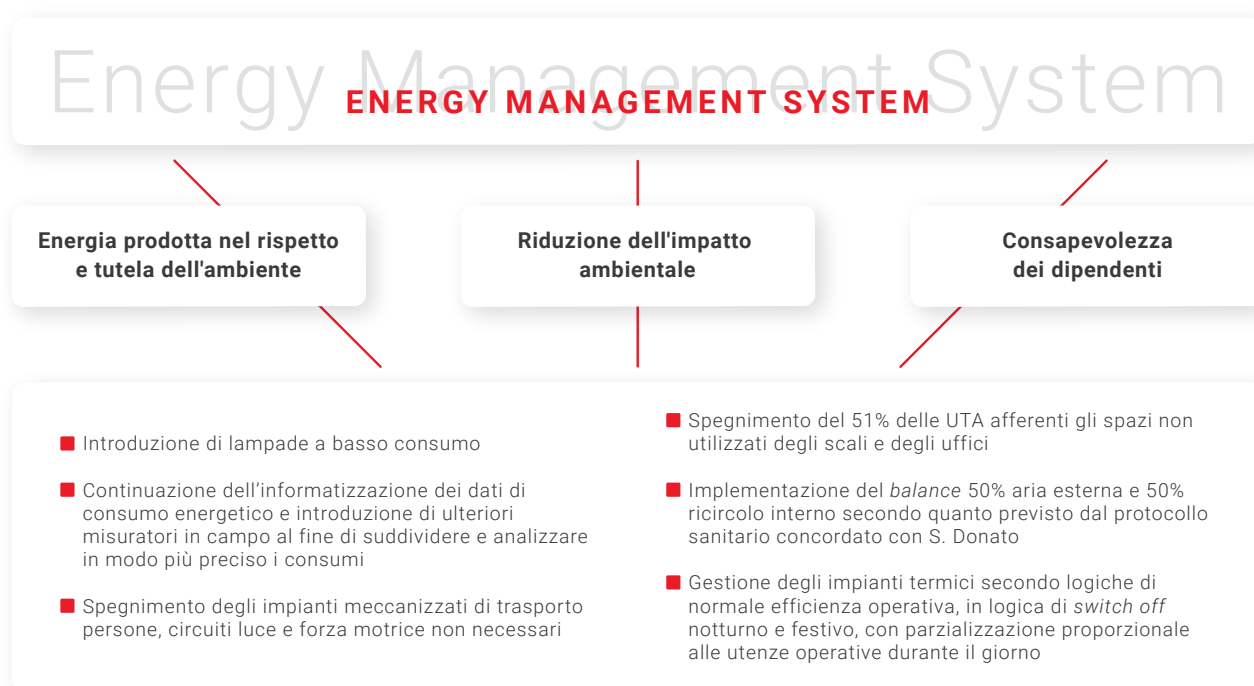 Energy Management System
ENERGY MANAGEMENT SYSTEM
Energia prodotta nel rispetto
e tutela dell'ambiente
Riduzione dell'impatto
ambientale
Consapevolezza
dei dipendenti
Introduzione di lampade a basso consumo
Continuazione dell’informatizzazione dei dati di
consumo energetico e introduzione di ulteriori
misuratori in campo al fine di suddividere e analizzare
in modo più preciso i consumi
Spegnimento degli impianti meccanizzati di trasporto
persone, circuiti luce e forza motrice non necessari
Spegnimento del 51% delle UTA afferenti gli spazi non
utilizzati degli scali e degli uffici
Implementazione del balance 50% aria esterna e 50%
ricircolo interno secondo quanto previsto dal protocollo
sanitario concordato con S. Donato
Gestione degli impianti termici secondo logiche di
normale efficienza operativa, in logica di switch off
notturno e festivo, con parzializzazione proporzionale
alle utenze operative durante il giorno